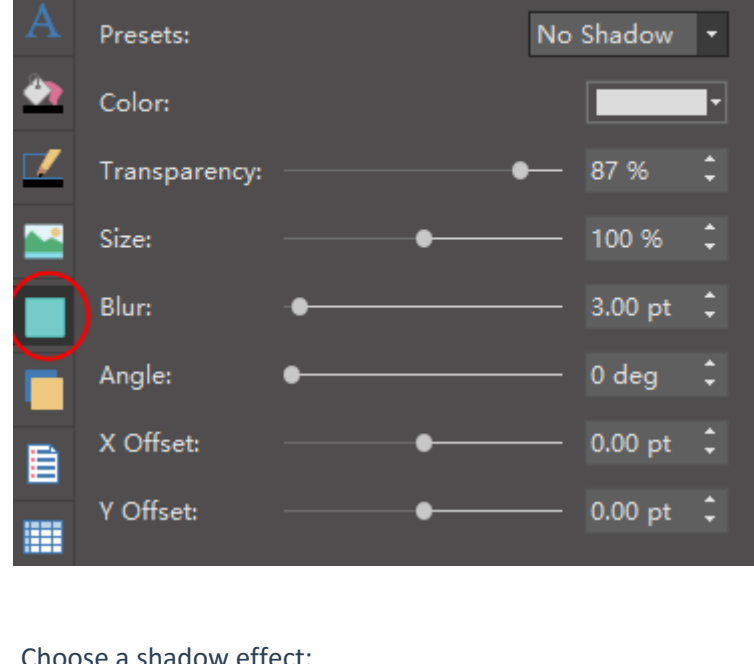 Presets: No Shadow
Color:
Transparency: 87 %
Size: 100 %
Blur: 3.00 pt
Angle: 0 deg
X Offset: 0.00 pt
Y Offset: 0.00 pt
Choose a shadow effect: